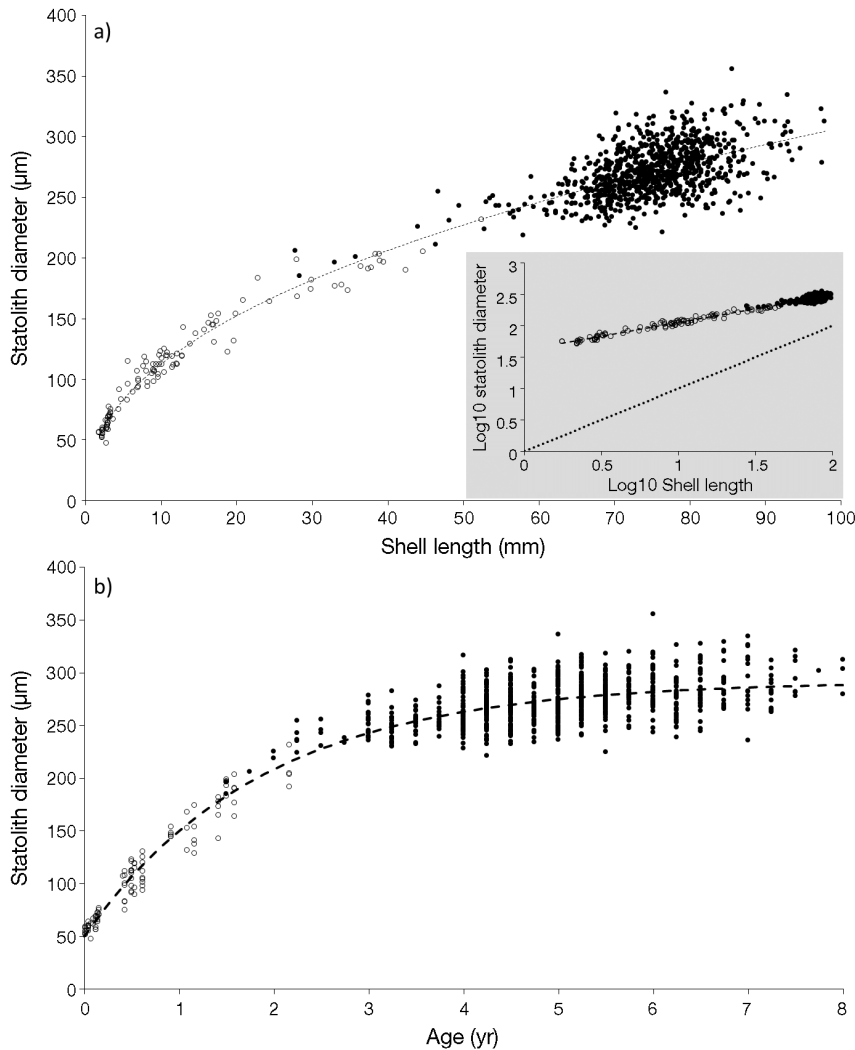 a)
Statolith diameter (µm)
400
350
300
250
200
150
100
50
0
0 10 20 30 40 50 60 70 80 90 100
Shell length (mm)
Log10 statolith diameter
3
2.5
2
1.5
1
0.5
0
0 0.5 1 1.5 2
Log10 Shell length
b)
Statolith diameter (µm)
400
350
300
250
200
150
100
50
0
0 1 2 3 4 5 6 7 8
Age (yr)